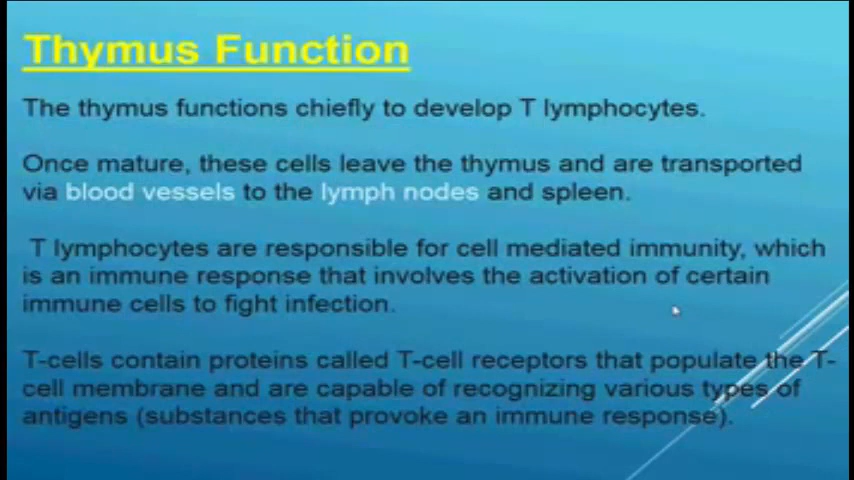 Thymus Function
The thymus functions chiefly to develop T lymphocytes.
Once mature, these cells leave the thymus and are transported
via blood vessels to the lymph nodes and spleen.
T lymphocytes are responsible for cell mediated immunity, which
is an immune response that involves the activation of certain
immune cells to fight infection.
T-cells contain proteins called T-cell receptors that populate the T-
cell membrane and are capable of recognizing various types of
antigens (substances that provoke an immune response).